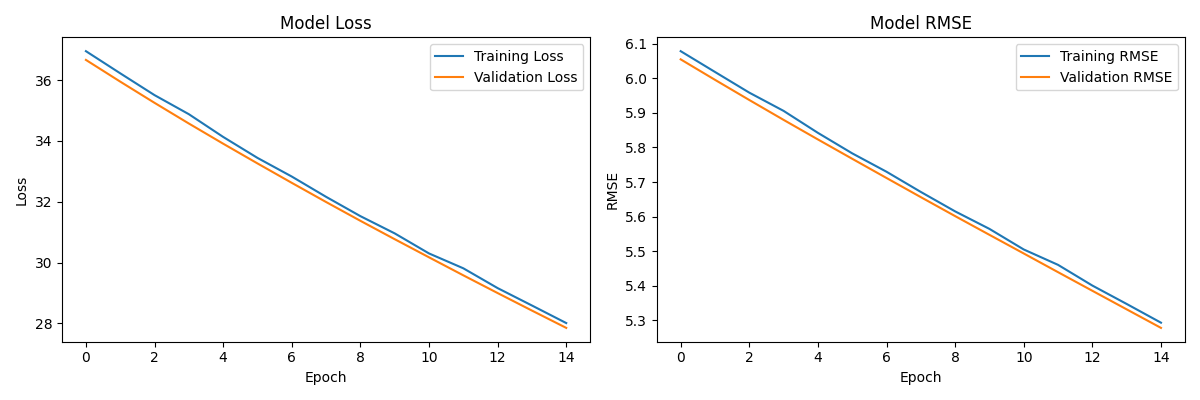 Model Loss
36
34
32
30
28
Loss
Training Loss
Validation Loss
0 2 4 6 8 10 12 14
Epoch
Model RMSE
6.1
6.0
5.9
5.8
5.7
5.6
5.5
5.4
5.3
RMSE
Training RMSE
Validation RMSE
0 2 4 6 8 10 12 14
Epoch